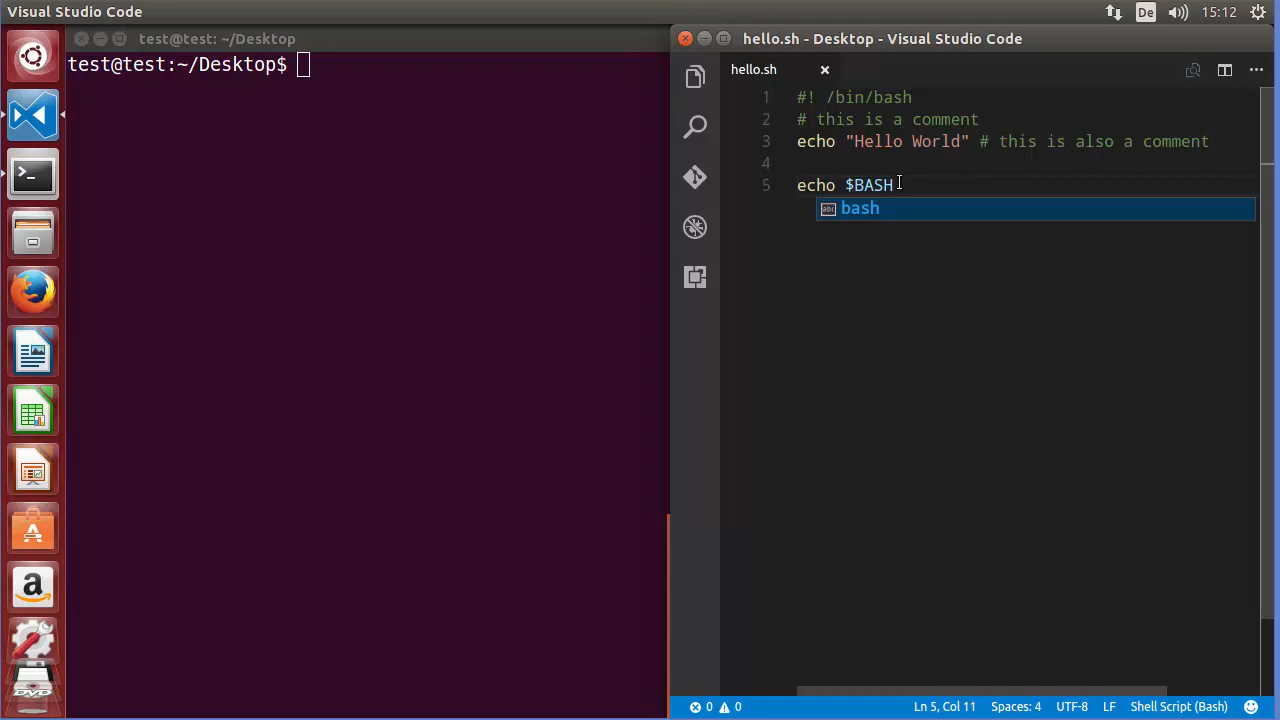 Visual Studio Code
De
15:12
test@test: ~/Desktop
test@test:~/Desktop$
hello.sh - Desktop - Visual Studio Code
hello.sh
1 #! /bin/bash
2 # this is a comment
3 echo "Hello World" # this is also a comment
4
5 echo $BASH
abc bash
0 0
Ln 5, Col 11
Spaces: 4
UTF-8
LF
Shell Script (Bash)
A
a
DVD